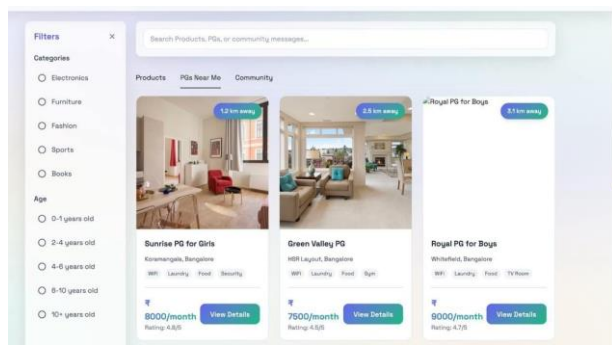 Filters ×
Categories
Electronics
Furniture
Fashion
Sports
Books
Age
0-1 years old
2-4 years old
4-6 years old
6-10 years old
10+ years old
Search Products, PGs, or community messages...
Products PGs Near Me Community
1.2 km away
Sunrise PG for Girls
Koramangala, Bangalore
WiFi Laundry Food Security
₹
8000/month
Rating: 4.8/5
View Details
2.5 km away
Green Valley PG
HSR Layout, Bangalore
WiFi Laundry Food Gym
₹
7500/month
Rating: 4.5/5
View Details
Royal PG for Boys
3.1 km away
Royal PG for Boys
Whitefield, Bangalore
WiFi Laundry Food TV Room
₹
9000/month
Rating: 4.7/5
View Details